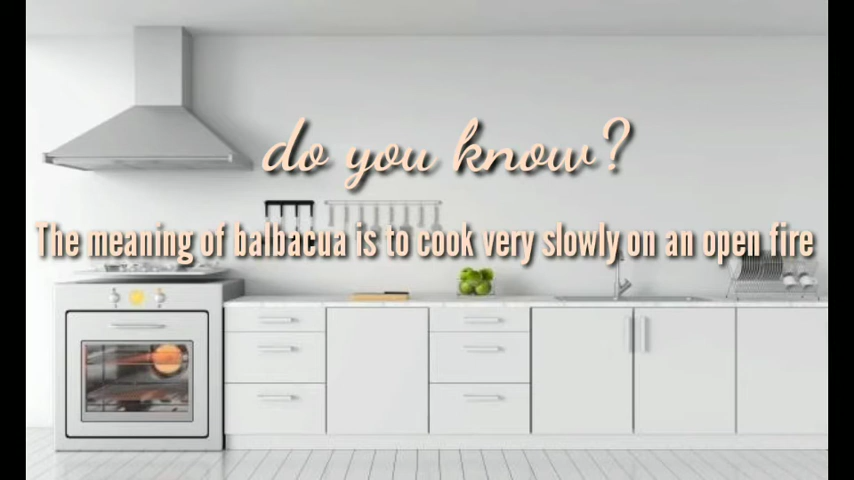 do you know?
The meaning of balbacua is to cook very slowly on an open fire